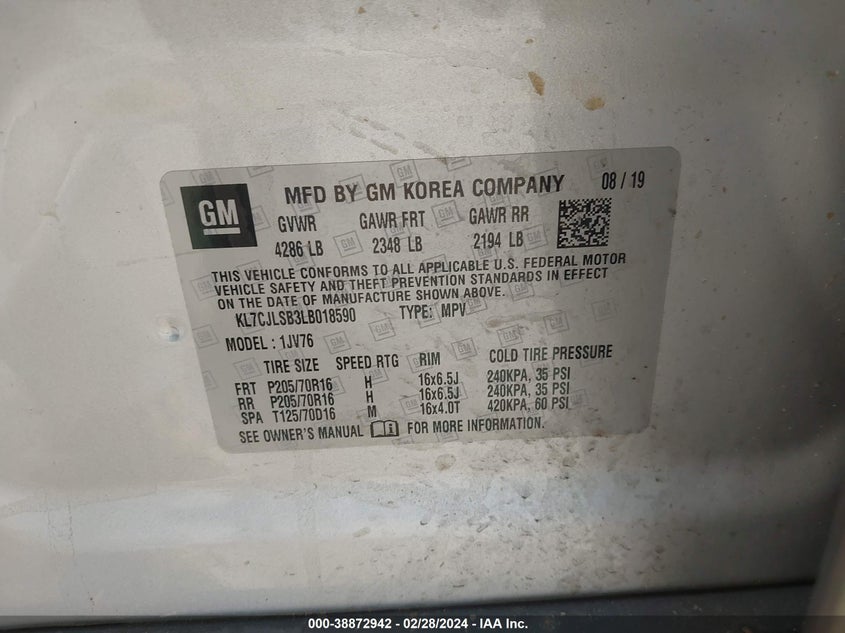 GM
MFD BY GM KOREA COMPANY 08 / 19
GVWR GAWR FRT GAWR RR
4286 LB 2348 LB 2194 LB
THIS VEHICLE CONFORMS TO ALL APPLICABLE U.S. FEDERAL MOTOR
VEHICLE SAFETY AND THEFT PREVENTION STANDARDS IN EFFECT
ON THE DATE OF MANUFACTURE SHOWN ABOVE.
KL7CJLSB3LB018590 TYPE: MPV
MODEL : 1JV76
TIRE SIZE SPEED RTG RIM COLD TIRE PRESSURE
FRT P205/70R16 H 16x6.5J 240KPA, 35 PSI
RR P205/70R16 H 16x6.5J 240KPA, 35 PSI
SPA T125/70D16 M 16x4.0T 420KPA, 60 PSI
SEE OWNER'S MANUAL FOR MORE INFORMATION.
000-38872942 - 02/28/2024 - IAA Inc.